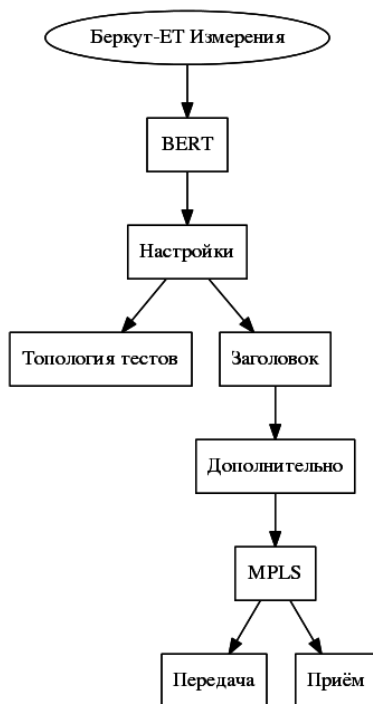 Беркут-ET Измерения
BERT
Настройки
Топология тестов
Заголовок
Дополнительно
MPLS
Передача
Приём